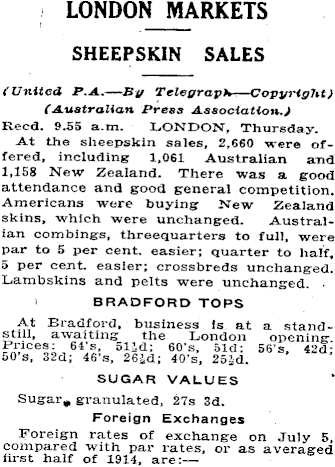 LONDON MARKETS
SHEEPSKIN SALES
(United P.A.—By Telegraph—Copyright)
(Australian Press Association.)
Recd. 9.55 a.m. LONDON, Thursday.
At the sheepskin sales, 2,660 were of-
fered, including 1,061 Australian and
1,158 New Zealand. There was a good
attendance and good general competition.
Americans were buying New Zealand
skins, which were unchanged. Austral-
ian combings, threequarters to full, were
par to 5 per cent. easier; quarter to half,
5 per cent. easier; crossbreds unchanged.
Lambskins and pelts were unchanged.
BRADFORD TOPS
At Bradford, business is at a stand-
still, awaiting the London opening.
Prices: 64's, 51½d; 60's, 51d; 56's, 42d;
50's, 32d; 46's, 26½d; 40's, 25½d.
SUGAR VALUES
Sugar, granulated, 27s 3d.
Foreign Exchanges
Foreign rates of exchange on July 5,
compared with par rates, or as averaged
first half of 1914, are:—